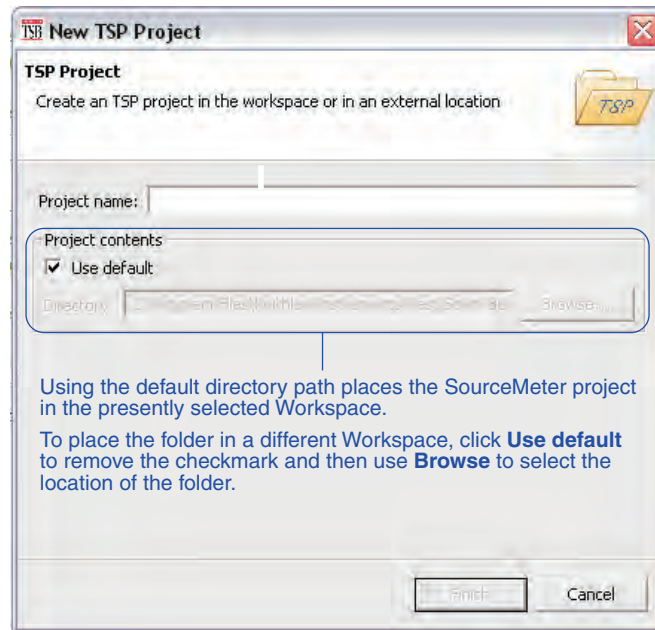 TSB New TSP Project
TSP Project
Create an TSP project in the workspace or in an external location
TSP
Project name:
Project contents
Use default
Directory
Browse...
Using the default directory path places the SourceMeter project
in the presently selected Workspace.
To place the folder in a different Workspace, click Use default
to remove the checkmark and then use Browse to select the
location of the folder.
Finish
Cancel